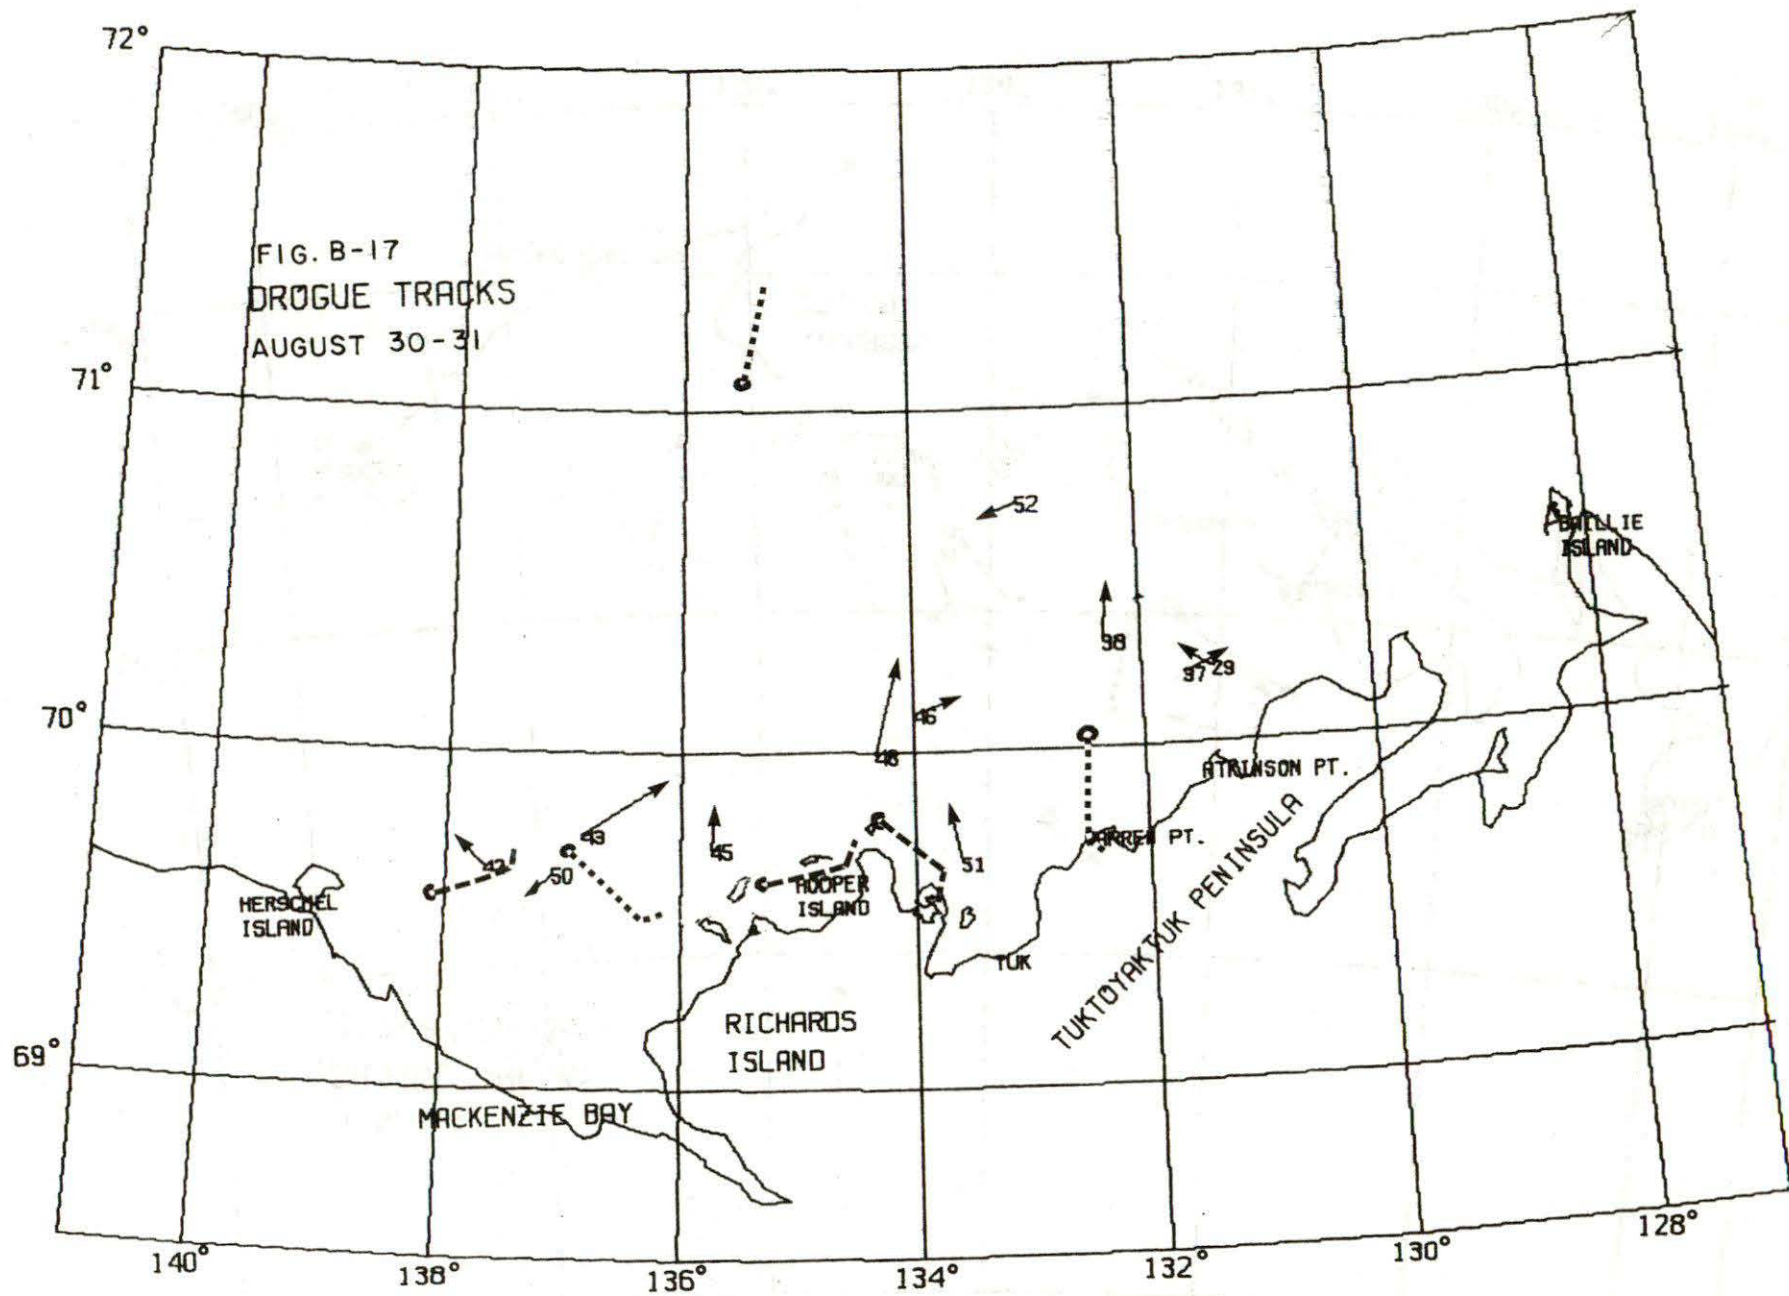 72°
FIG. B-17
DROGUE TRACKS
AUGUST 30-31
71°
52
BAILLIE
ISLAND
38
37
29
46
70°
48
ATKINSON PT.
43
45
PT.
42
50
51
HOOPER
ISLAND
HERSCHEL
ISLAND
TUK
TUKTOYAKTUK PENINSULA
RICHARDS
ISLAND
69°
MACKENZIE BAY
140°
138°
136°
134°
132°
130°
128°